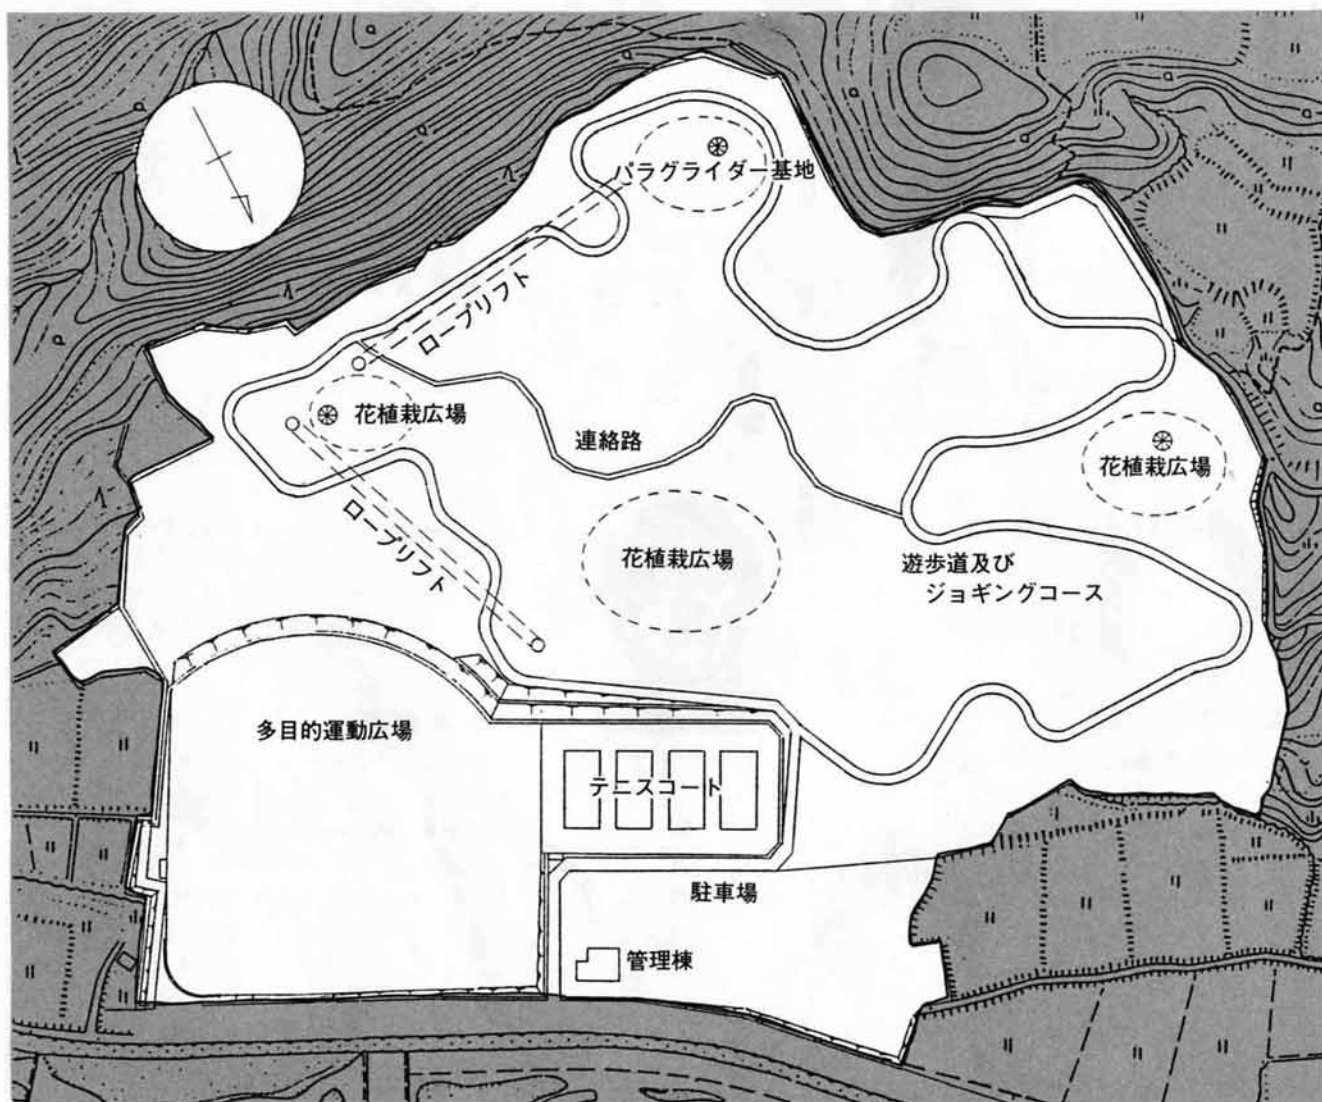 パラグライダー基地
ロープリフト
花植栽広場
連絡路
花植栽広場
ロープリフト
花植栽広場
遊歩道及び
ジョギングコース
多目的運動広場
テニスコート
駐車場
管理棟